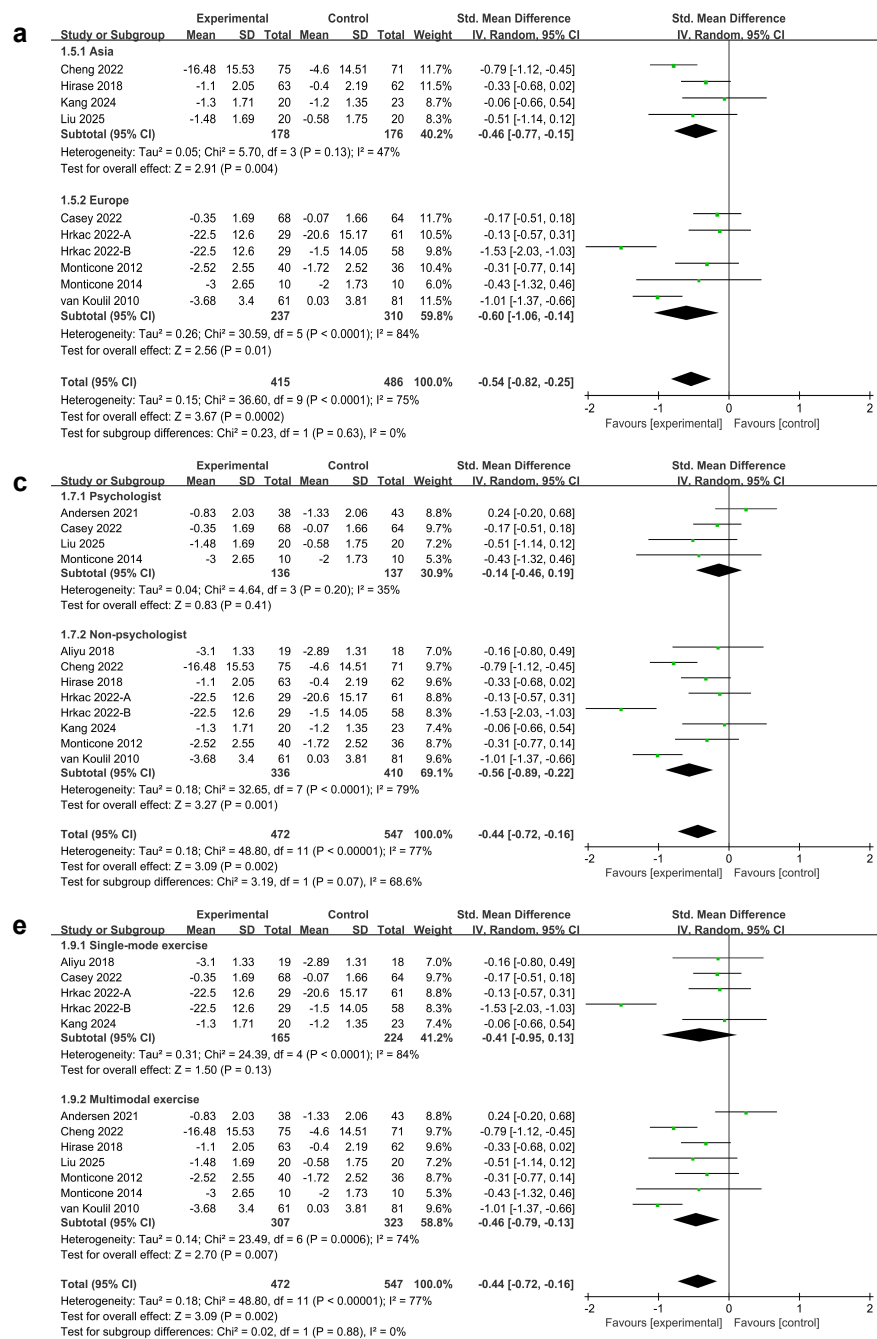 a
Experimental Control Std. Mean Difference Std. Mean Difference
Study or Subgroup Mean SD Total Mean SD Total Weight IV, Random, 95% CI IV, Random, 95% CI
1.5.1 Asia
Cheng 2022 -16.48 15.53 75 -4.6 14.51 71 11.7% -0.79 [-1.12, -0.45]
Hirase 2018 -1.1 2.05 63 -0.4 2.19 62 11.5% -0.33 [-0.68, 0.02]
Kang 2024 -1.3 1.71 20 -1.2 1.35 23 8.7% -0.06 [-0.66, 0.54]
Liu 2025 -1.48 1.69 20 -0.58 1.75 20 8.3% -0.51 [-1.14, 0.12]
Subtotal (95% CI) 178 176 40.2% -0.46 [-0.77, -0.15]
Heterogeneity: Tau² = 0.05; Chi² = 5.70, df = 3 (P = 0.13); I² = 47%
Test for overall effect: Z = 2.91 (P = 0.004)
1.5.2 Europe
Casey 2022 -0.35 1.69 68 -0.07 1.66 64 11.7% -0.17 [-0.51, 0.18]
Hrkac 2022-A -22.5 12.6 29 -20.6 15.17 61 10.5% -0.13 [-0.57, 0.31]
Hrkac 2022-B -22.5 12.6 29 -1.5 14.05 58 9.8% -1.53 [-2.03, -1.03]
Monticone 2012 -2.52 2.55 40 -1.72 2.52 36 10.4% -0.31 [-0.77, 0.14]
Monticone 2014 -3 2.65 10 -2 1.73 10 6.0% -0.43 [-1.32, 0.46]
van Koulil 2010 -3.68 3.4 61 0.03 3.81 81 11.5% -1.01 [-1.37, -0.66]
Subtotal (95% CI) 237 310 59.8% -0.60 [-1.06, -0.14]
Heterogeneity: Tau² = 0.26; Chi² = 30.59, df = 5 (P < 0.0001); I² = 84%
Test for overall effect: Z = 2.56 (P = 0.01)
Total (95% CI) 415 486 100.0% -0.54 [-0.82, -0.25]
Heterogeneity: Tau² = 0.15; Chi² = 36.60, df = 9 (P < 0.0001); I² = 75%
Test for overall effect: Z = 3.67 (P = 0.0002)
Test for subgroup differences: Chi² = 0.23, df = 1 (P = 0.63), I² = 0%
-2 -1 0 1 2
Favours [experimental] Favours [control]
c
Experimental Control Std. Mean Difference Std. Mean Difference
Study or Subgroup Mean SD Total Mean SD Total Weight IV, Random, 95% CI IV, Random, 95% CI
1.7.1 Psychologist
Andersen 2021 -0.83 2.03 38 -1.33 2.06 43 8.8% 0.24 [-0.20, 0.68]
Casey 2022 -0.35 1.69 68 -0.07 1.66 64 9.7% -0.17 [-0.51, 0.18]
Liu 2025 -1.48 1.69 20 -0.58 1.75 20 7.2% -0.51 [-1.14, 0.12]
Monticone 2014 -3 2.65 10 -2 1.73 10 5.3% -0.43 [-1.32, 0.46]
Subtotal (95% CI) 136 137 30.9% -0.14 [-0.46, 0.19]
Heterogeneity: Tau² = 0.04; Chi² = 4.64, df = 3 (P = 0.20); I² = 35%
Test for overall effect: Z = 0.83 (P = 0.41)
1.7.2 Non-psychologist
Aliyu 2018 -3.1 1.33 19 -2.89 1.31 18 7.0% -0.16 [-0.80, 0.49]
Cheng 2022 -16.48 15.53 75 -4.6 14.51 71 9.7% -0.79 [-1.12, -0.45]
Hirase 2018 -1.1 2.05 63 -0.4 2.19 62 9.6% -0.33 [-0.68, 0.02]
Hrkac 2022-A -22.5 12.6 29 -20.6 15.17 61 8.8% -0.13 [-0.57, 0.31]
Hrkac 2022-B -22.5 12.6 29 -1.5 14.05 58 8.3% -1.53 [-2.03, -1.03]
Kang 2024 -1.3 1.71 20 -1.2 1.35 23 7.4% -0.06 [-0.66, 0.54]
Monticone 2012 -2.52 2.55 40 -1.72 2.52 36 8.7% -0.31 [-0.77, 0.14]
van Koulil 2010 -3.68 3.4 61 0.03 3.81 81 9.6% -1.01 [-1.37, -0.66]
Subtotal (95% CI) 336 410 69.1% -0.56 [-0.89, -0.22]
Heterogeneity: Tau² = 0.18; Chi² = 32.65, df = 7 (P < 0.0001); I² = 79%
Test for overall effect: Z = 3.27 (P = 0.001)
Total (95% CI) 472 547 100.0% -0.44 [-0.72, -0.16]
Heterogeneity: Tau² = 0.18; Chi² = 48.80, df = 11 (P < 0.00001); I² = 77%
Test for overall effect: Z = 3.09 (P = 0.002)
Test for subgroup differences: Chi² = 3.19, df = 1 (P = 0.07), I² = 68.6%
-2 -1 0 1 2
Favours [experimental] Favours [control]
e
Experimental Control Std. Mean Difference Std. Mean Difference
Study or Subgroup Mean SD Total Mean SD Total Weight IV, Random, 95% CI IV, Random, 95% CI
1.9.1 Single-mode exercise
Aliyu 2018 -3.1 1.33 19 -2.89 1.31 18 7.0% -0.16 [-0.80, 0.49]
Casey 2022 -0.35 1.69 68 -0.07 1.66 64 9.7% -0.17 [-0.51, 0.18]
Hrkac 2022-A -22.5 12.6 29 -20.6 15.17 61 8.8% -0.13 [-0.57, 0.31]
Hrkac 2022-B -22.5 12.6 29 -1.5 14.05 58 8.3% -1.53 [-2.03, -1.03]
Kang 2024 -1.3 1.71 20 -1.2 1.35 23 7.4% -0.06 [-0.66, 0.54]
Subtotal (95% CI) 165 224 41.2% -0.41 [-0.95, 0.13]
Heterogeneity: Tau² = 0.31; Chi² = 24.39, df = 4 (P < 0.0001); I² = 84%
Test for overall effect: Z = 1.50 (P = 0.13)
1.9.2 Multimodal exercise
Andersen 2021 -0.83 2.03 38 -1.33 2.06 43 8.8% 0.24 [-0.20, 0.68]
Cheng 2022 -16.48 15.53 75 -4.6 14.51 71 9.7% -0.79 [-1.12, -0.45]
Hirase 2018 -1.1 2.05 63 -0.4 2.19 62 9.6% -0.33 [-0.68, 0.02]
Liu 2025 -1.48 1.69 20 -0.58 1.75 20 7.2% -0.51 [-1.14, 0.12]
Monticone 2012 -2.52 2.55 40 -1.72 2.52 36 8.7% -0.31 [-0.77, 0.14]
Monticone 2014 -3 2.65 10 -2 1.73 10 5.3% -0.43 [-1.32, 0.46]
van Koulil 2010 -3.68 3.4 61 0.03 3.81 81 9.6% -1.01 [-1.37, -0.66]
Subtotal (95% CI) 307 323 58.8% -0.46 [-0.79, -0.13]
Heterogeneity: Tau² = 0.14; Chi² = 23.49, df = 6 (P = 0.0006); I² = 74%
Test for overall effect: Z = 2.70 (P = 0.007)
Total (95% CI) 472 547 100.0% -0.44 [-0.72, -0.16]
Heterogeneity: Tau² = 0.18; Chi² = 48.80, df = 11 (P < 0.00001); I² = 77%
Test for overall effect: Z = 3.09 (P = 0.002)
Test for subgroup differences: Chi² = 0.02, df = 1 (P = 0.88), I² = 0%
-2 -1 0 1 2
Favours [experimental] Favours [control]